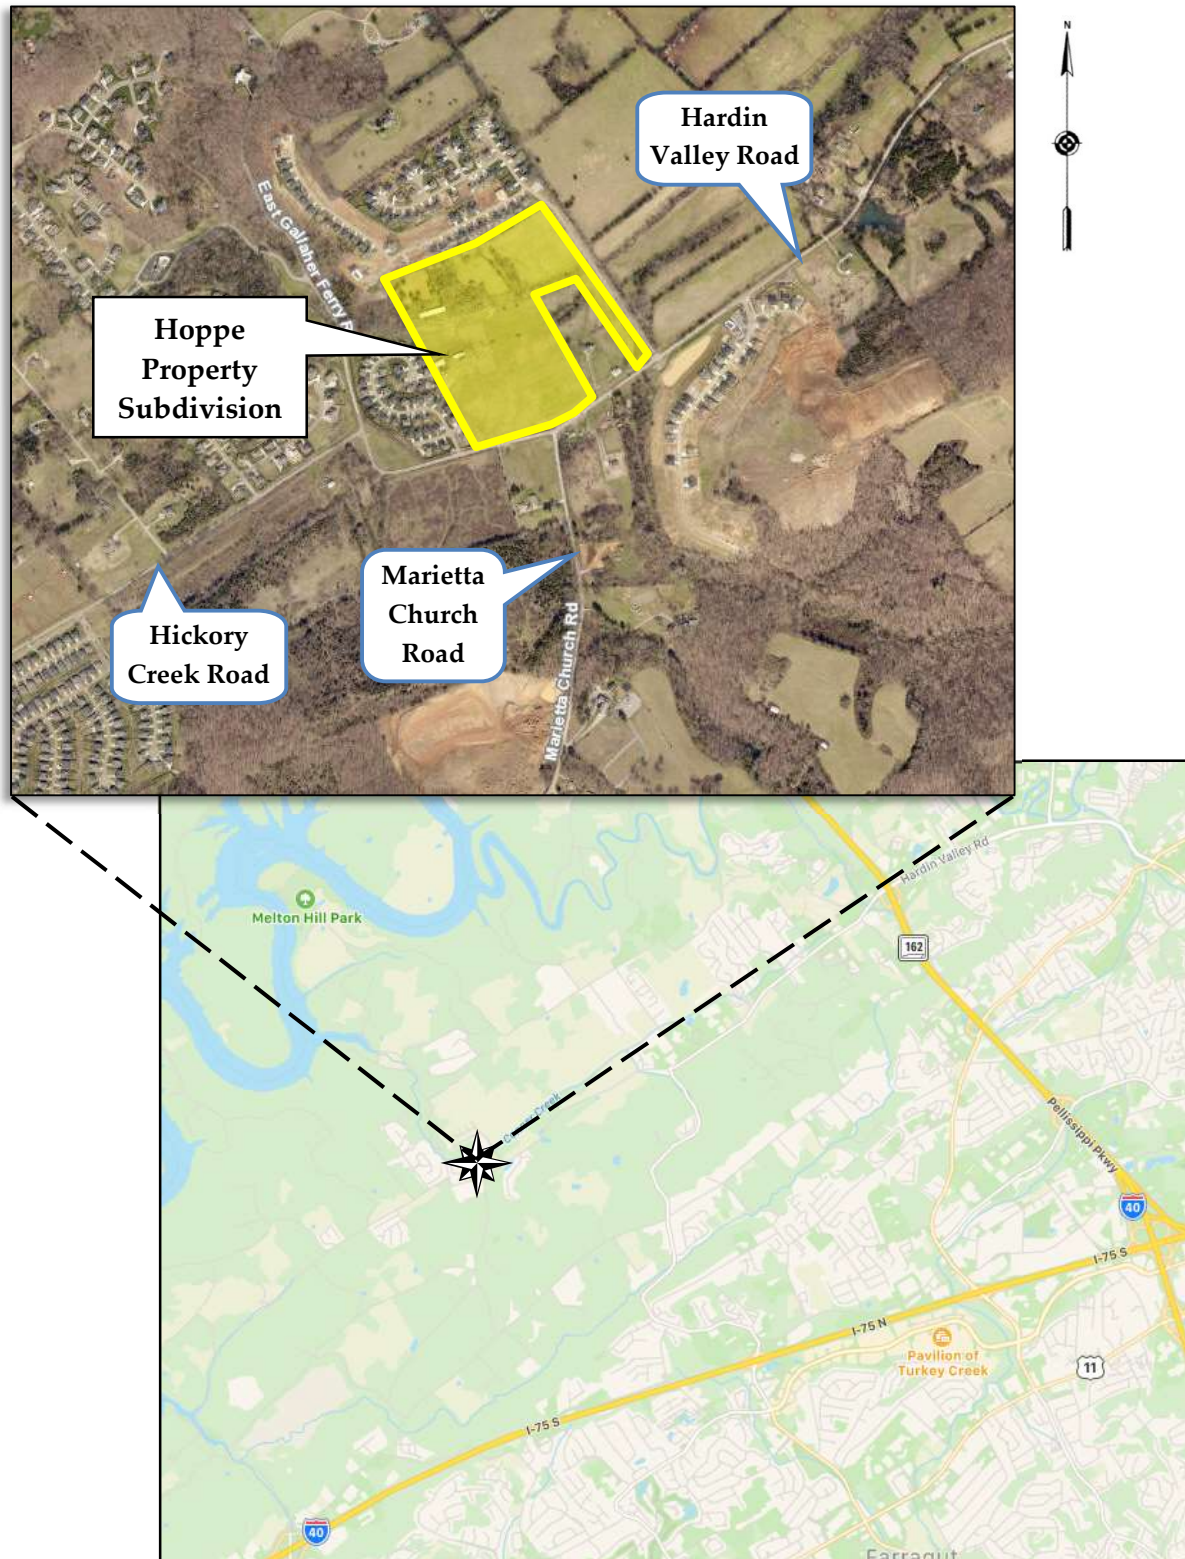 N
Hardin
Valley Road
East Gallaher Ferry R
Hoppe
Property
Subdivision
Marietta
Church
Road
Hickory
Creek Road
Marietta Church Rd
Hardin Valley Rd
Melton Hill Park
162
Conner Creek
Pellissippi Pkwy
40
I-75 S
I-75 N
Pavilion of
Turkey Creek
11
I-75 S
40
Farragut